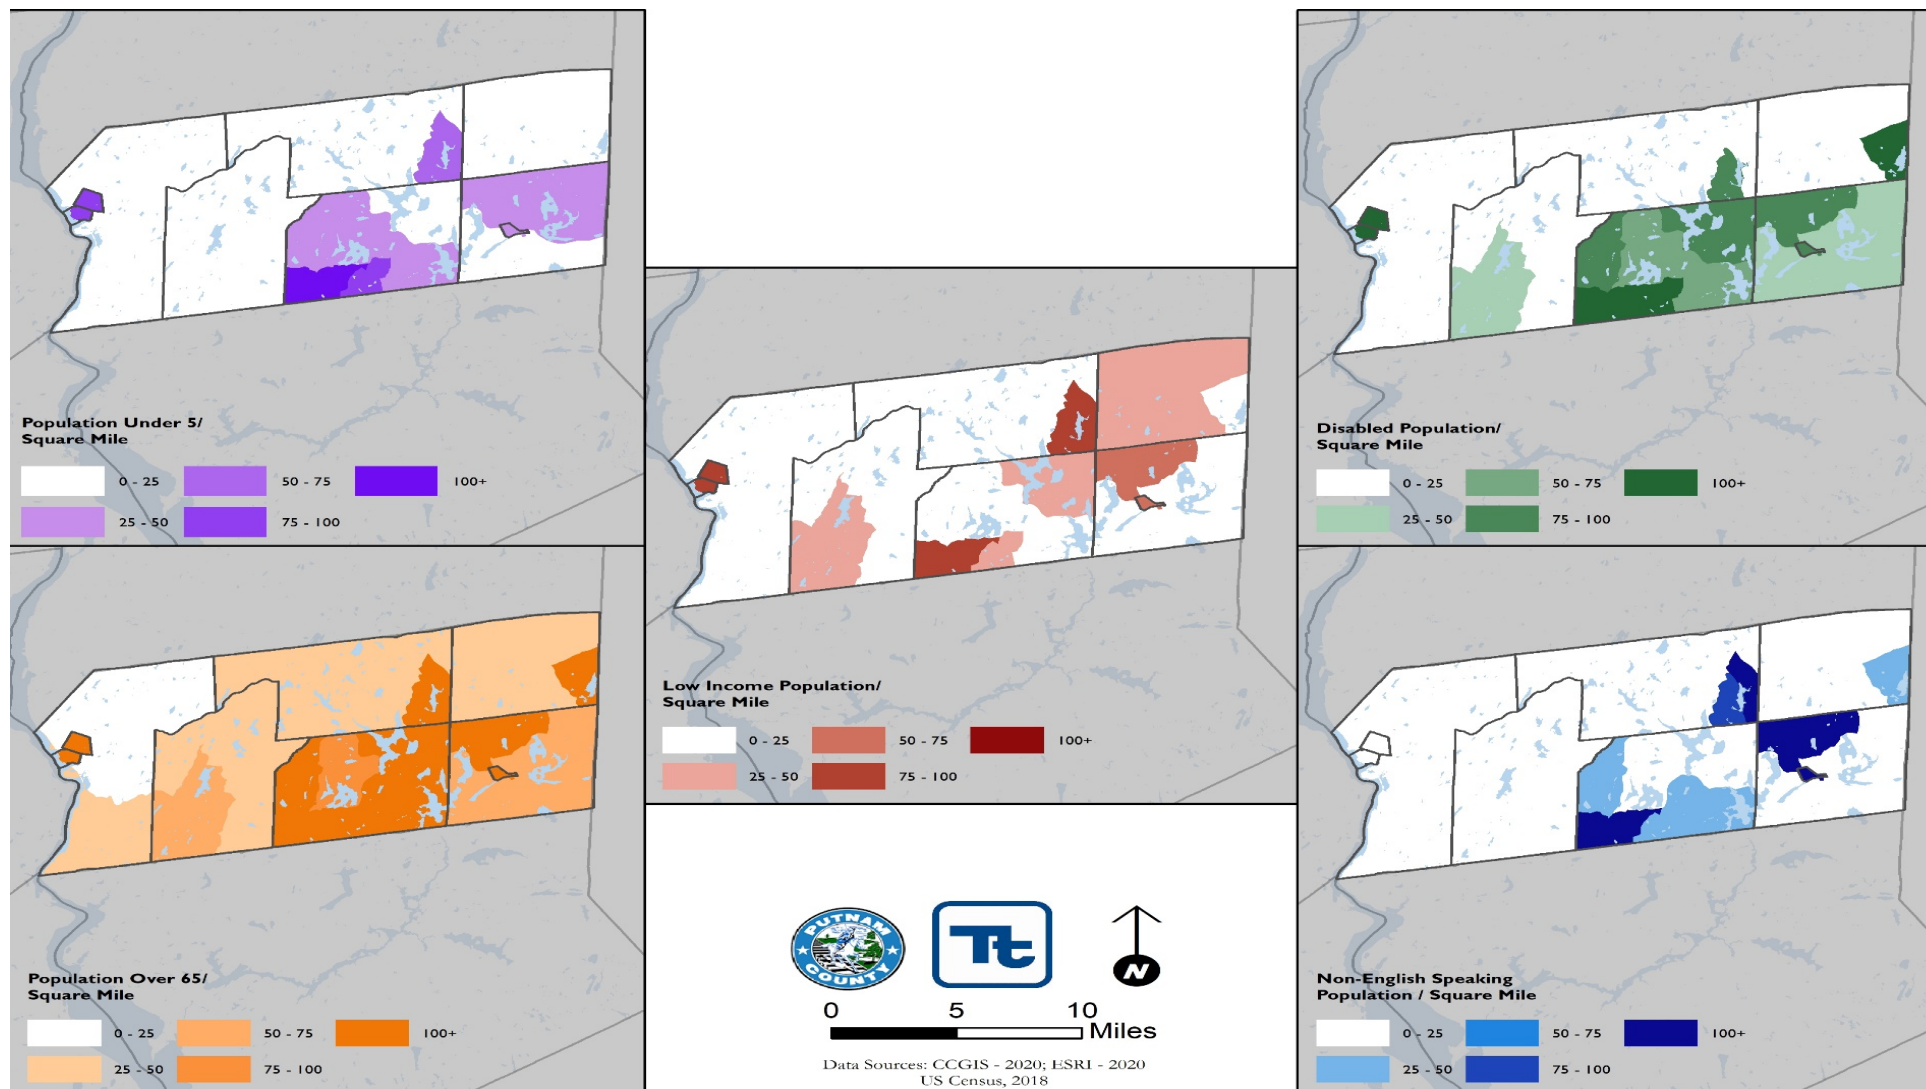 Population Under 5/
Square Mile
0 - 25
50 - 75
100+
25 - 50
75 - 100
Disabled Population/
Square Mile
0 - 25
50 - 75
100+
25 - 50
75 - 100
Low Income Population/
Square Mile
0 - 25
50 - 75
100+
25 - 50
75 - 100
Population Over 65/
Square Mile
0 - 25
50 - 75
100+
25 - 50
75 - 100
PUTNAM
COUNTY
Tt
N
0 5 10
Miles
Data Sources: CCGIS - 2020; ESRI - 2020
US Census, 2018
Non-English Speaking
Population / Square Mile
0 - 25
50 - 75
100+
25 - 50
75 - 100